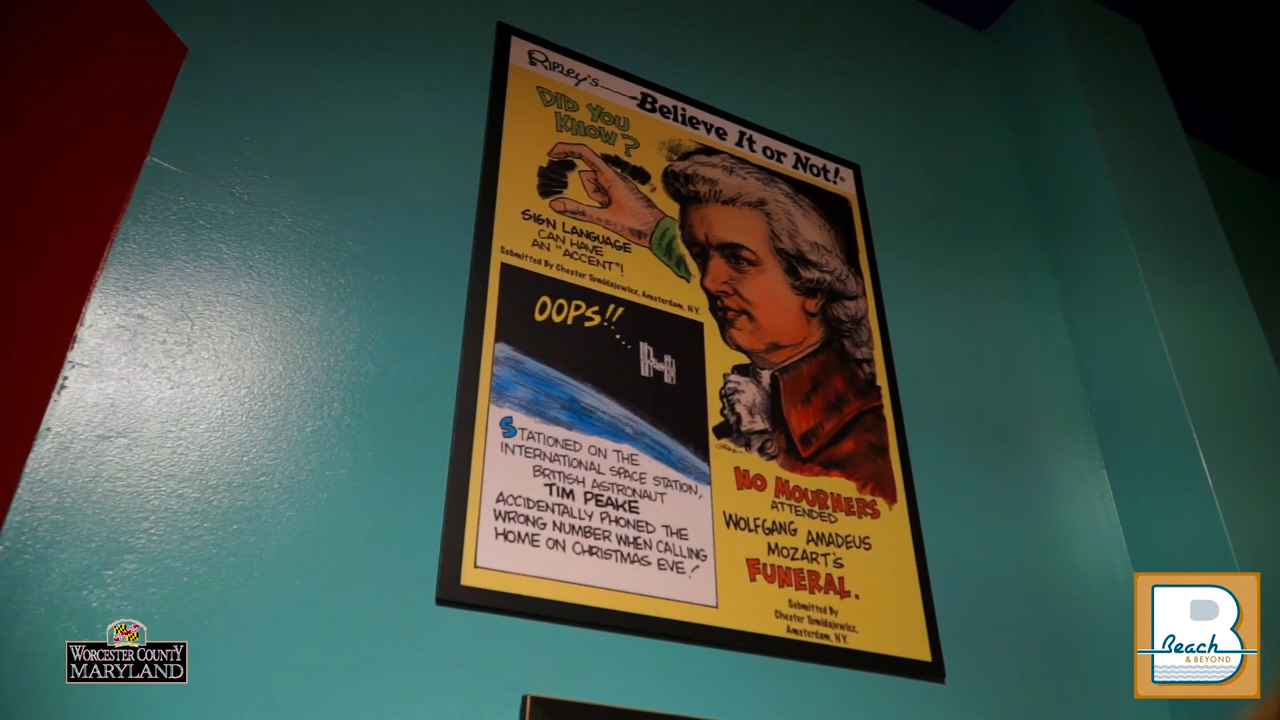 RIPLEY'S Believe It or Not!
DID YOU
KNOW?
SIGN LANGUAGE
CAN HAVE
AN "ACCENT"!
Submitted By Chester Tomidajewicz, Amsterdam, N.Y.
OOPS!!
STATIONED ON THE
INTERNATIONAL SPACE STATION,
BRITISH ASTRONAUT
TIM PEAKE
ACCIDENTALLY PHONED THE
WRONG NUMBER WHEN CALLING
HOME ON CHRISTMAS EVE!
NO MOURNERS
ATTENDED
WOLFGANG AMADEUS
MOZART'S
FUNERAL.
Submitted By
Chester Tomidajewicz,
Amsterdam, N.Y.
WORCESTER COUNTY
MARYLAND
B
Beach
& BEYOND